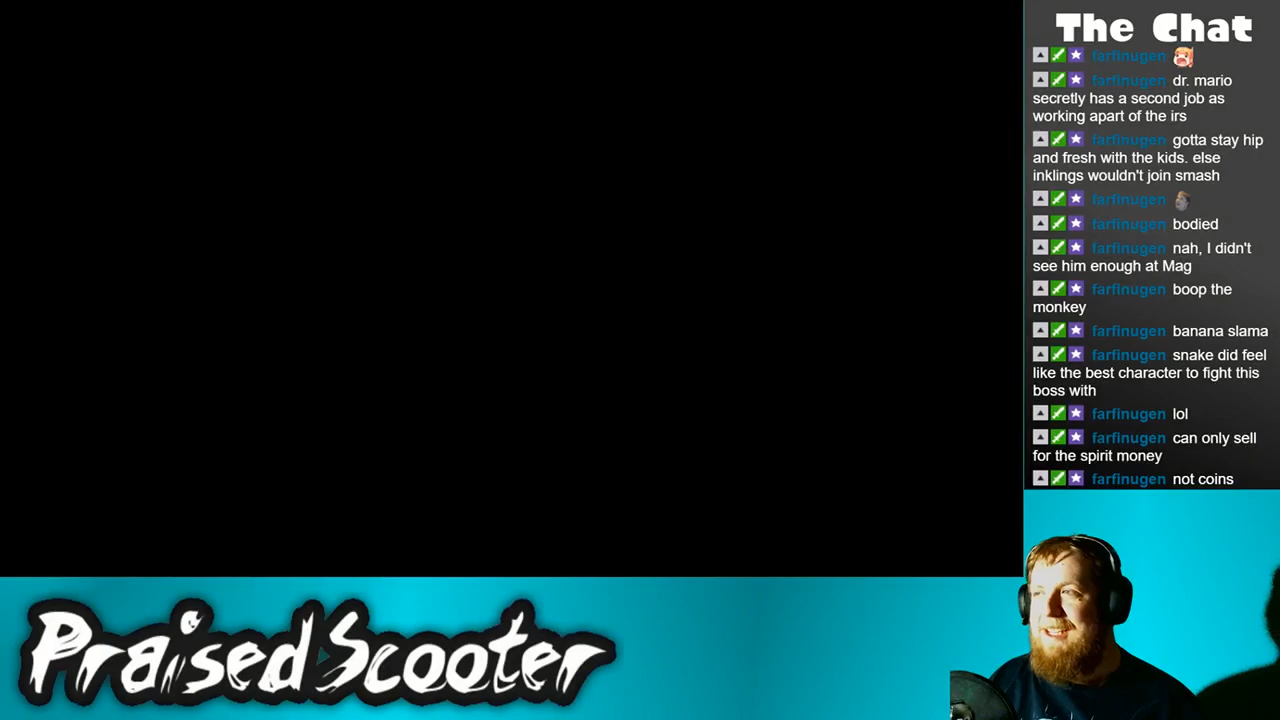 The Chat
farfinugen
farfinugen dr. mario
secretly has a second job as
working apart of the irs
farfinugen gotta stay hip
and fresh with the kids. else
inklings wouldn't join smash
farfinugen
farfinugen bodied
farfinugen nah, I didn't
see him enough at Mag
farfinugen boop the
monkey
farfinugen banana slama
farfinugen snake did feel
like the best character to fight this
boss with
farfinugen lol
farfinugen can only sell
for the spirit money
farfinugen not coins
PraisedScooter